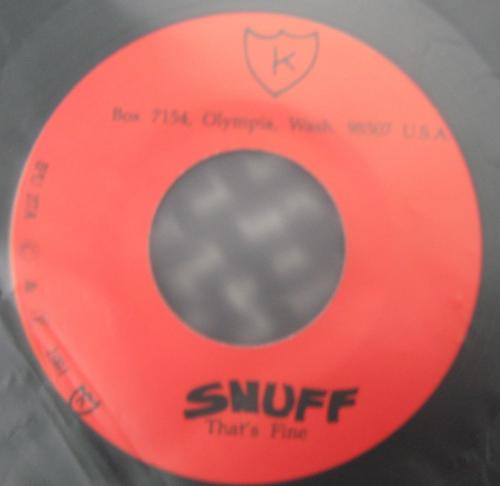 K
Box 7154, Olympia, Wash. 98507 U.S.A.
SNUFF
That's Fine
K